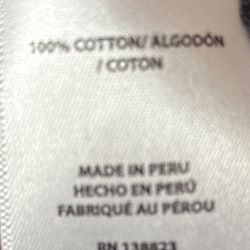 100% COTTON/ ALGODÓN
/ COTON
MADE IN PERU
HECHO EN PERÚ
FABRIQUÉ AU PÉROU
RN 138823